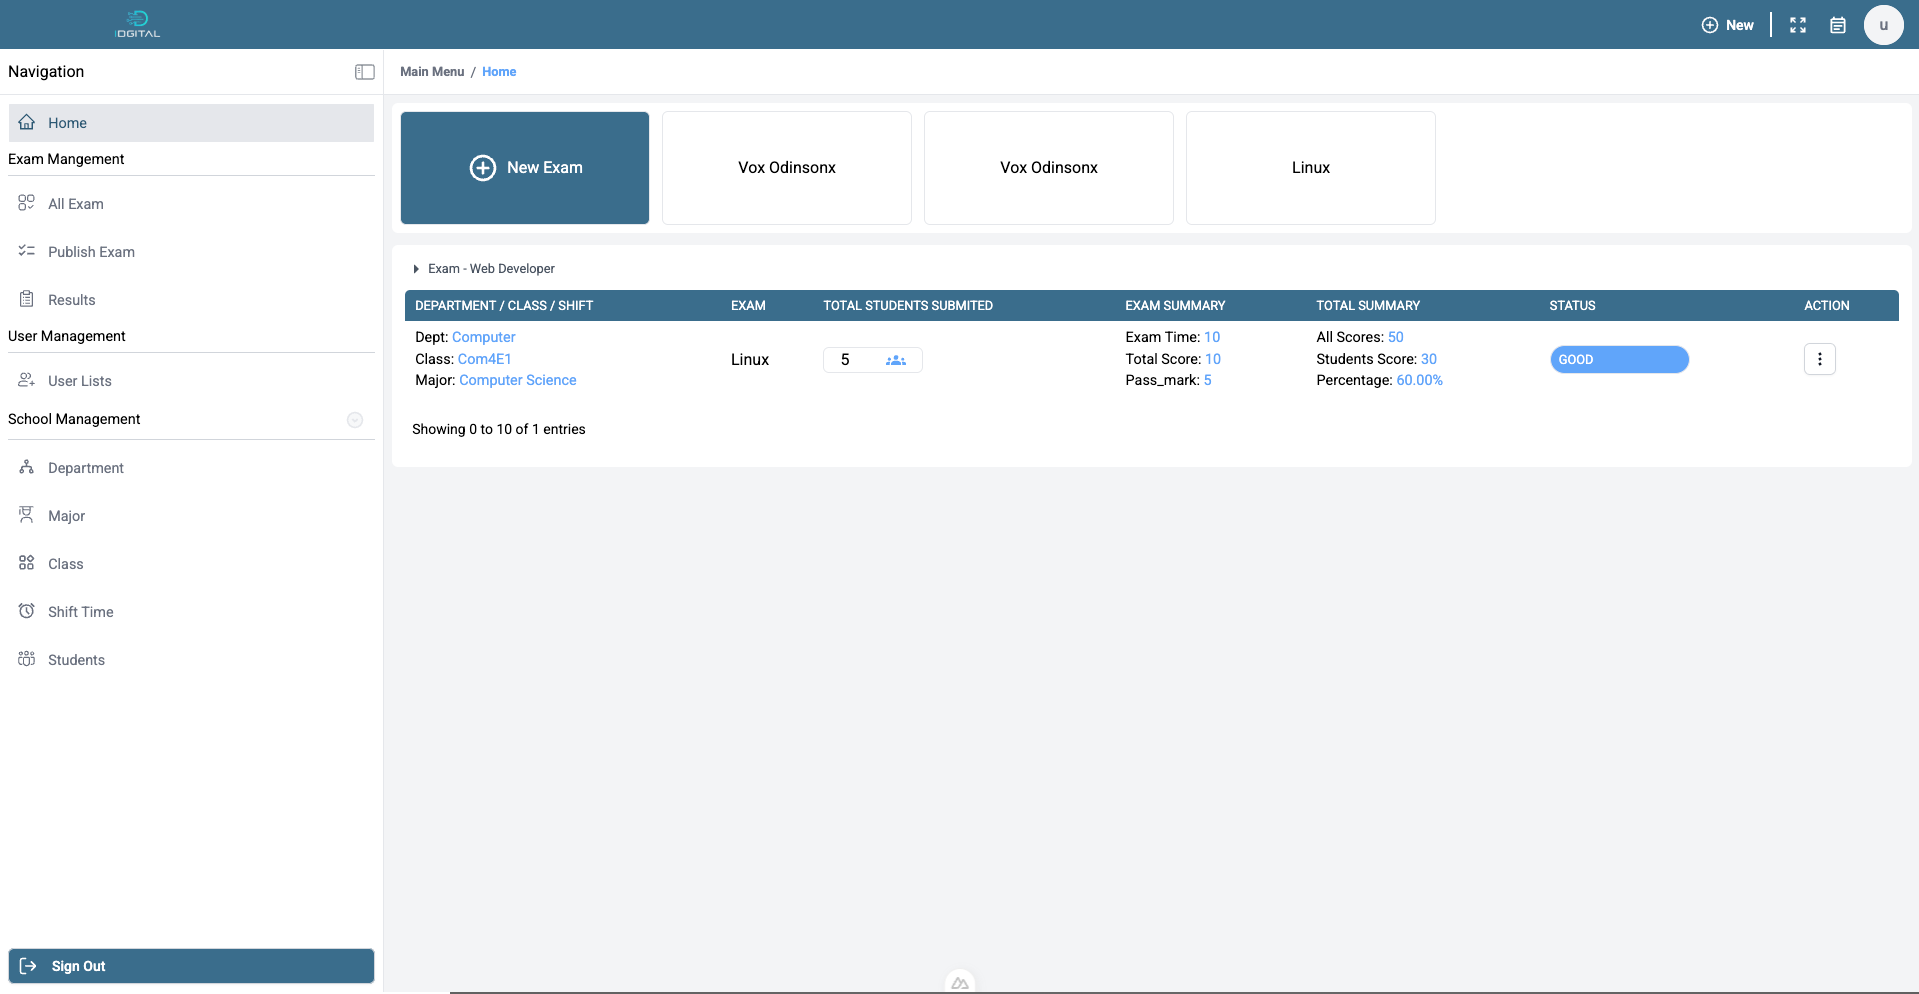 DGITAL
New
u
Navigation
Main Menu / Home
Home
Exam Mangement
All Exam
Publish Exam
Results
User Management
User Lists
School Management
Department
Major
Class
Shift Time
Students
Sign Out
New Exam
Vox Odinsonx
Vox Odinsonx
Linux
Exam - Web Developer
DEPARTMENT / CLASS / SHIFT EXAM TOTAL STUDENTS SUBMITED EXAM SUMMARY TOTAL SUMMARY STATUS ACTION
Dept: Computer
Class: Com4E1
Major: Computer Science
Linux
5
Exam Time: 10
Total Score: 10
Pass_mark: 5
All Scores: 50
Students Score: 30
Percentage: 60.00%
GOOD
Showing 0 to 10 of 1 entries